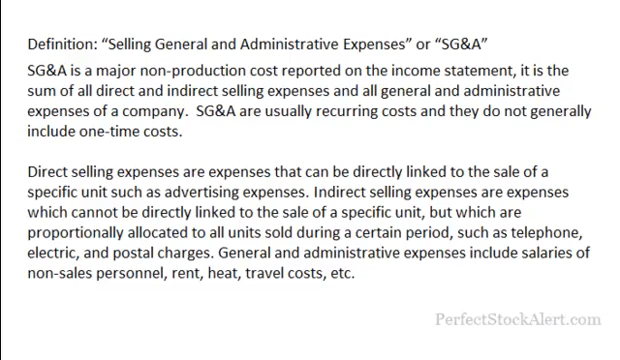 Definition: “Selling General and Administrative Expenses” or “SG&A”
SG&A is a major non-production cost reported on the income statement, it is the
sum of all direct and indirect selling expenses and all general and administrative
expenses of a company.  SG&A are usually recurring costs and they do not generally
include one-time costs.
Direct selling expenses are expenses that can be directly linked to the sale of a
specific unit such as advertising expenses. Indirect selling expenses are expenses
which cannot be directly linked to the sale of a specific unit, but which are
proportionally allocated to all units sold during a certain period, such as telephone,
electric, and postal charges. General and administrative expenses include salaries of
non-sales personnel, rent, heat, travel costs, etc.
PerfectStockAlert.com